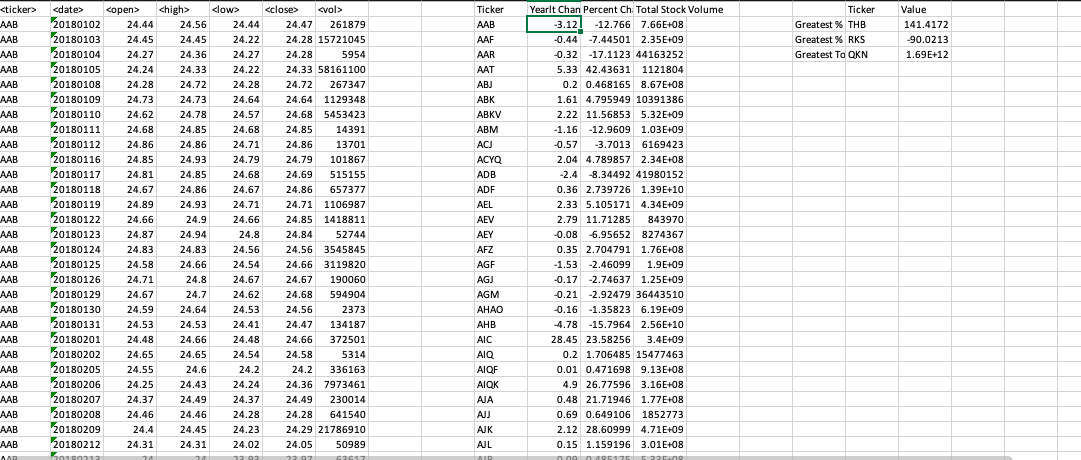 <ticker> <date> <open> <high> <low> <close> <vol> Ticker Yearlt Chan Percent Ch Total Stock Volume Ticker Value
AAB 20180102 24.44 24.56 24.44 24.47 261879 AAB -3.12 -12.766 7.66E+08 Greatest % THB 141.4172
AAB 20180103 24.45 24.45 24.22 24.28 15721045 AAF -0.44 -7.44501 2.35E+09 Greatest % RKS -90.0213
AAB 20180104 24.36 24.36 24.27 24.28 5954 AAR -0.32 -17.1123 44163252 Greatest To QKN 1.69E+12
AAB 20180105 24.24 24.33 24.22 24.33 58161100 AAT 5.33 42.43631 1121804
AAB 20180108 24.28 24.72 24.28 24.72 267347 ABJ 0.2 0.468165 8.67E+08
AAB 20180109 24.73 24.73 24.64 24.64 1129348 ABK 1.61 4.795949 10391386
AAB 20180110 24.62 24.78 24.57 24.68 5453423 ABKV 2.22 11.56853 5.32E+09
AAB 20180111 24.68 24.85 24.68 24.85 14391 ABM -1.16 -12.9609 1.03E+09
AAB 20180112 24.86 24.86 24.71 24.86 13701 ACJ -0.57 -3.7013 6169423
AAB 20180116 24.85 24.93 24.79 24.79 101867 ACYQ 2.04 4.789857 2.34E+08
AAB 20180117 24.81 24.85 24.68 24.69 515155 ADB -2.4 -8.34492 41980152
AAB 20180118 24.67 24.86 24.67 24.86 657377 ADF 0.36 2.739726 1.39E+10
AAB 20180119 24.89 24.93 24.71 24.71 1106987 AEL 2.33 5.105171 4.34E+09
AAB 20180122 24.66 24.9 24.66 24.85 1418811 AEV 2.79 11.71285 843970
AAB 20180123 24.87 24.94 24.8 24.84 52744 AEY -0.08 -6.95652 8274367
AAB 20180124 24.83 24.83 24.56 24.56 3545845 AFZ 0.35 2.704791 1.76E+08
AAB 20180125 24.58 24.66 24.54 24.66 3119820 AGF -1.53 -2.46099 1.9E+09
AAB 20180126 24.71 24.8 24.67 24.67 190060 AGJ -0.17 -2.74637 1.25E+09
AAB 20180129 24.67 24.7 24.62 24.68 594904 AGM -0.21 -2.92479 36443510
AAB 20180130 24.59 24.64 24.53 24.56 2373 AHAO -0.16 -1.35823 6.19E+09
AAB 20180131 24.53 24.53 24.41 24.47 134187 AHB -4.78 -15.7964 2.56E+10
AAB 20180201 24.48 24.66 24.48 24.66 372501 AIC 28.45 23.58256 3.4E+09
AAB 20180202 24.65 24.65 24.54 24.58 5314 AIQ 0.2 1.706485 15477463
AAB 20180205 24.55 24.6 24.2 24.2 336163 AIQF 0.01 0.471698 9.13E+08
AAB 20180206 24.25 24.43 24.24 24.36 7973461 AIQK 4.9 26.77596 3.16E+08
AAB 20180207 24.37 24.49 24.37 24.49 230014 AJA 0.48 21.71946 1.77E+08
AAB 20180208 24.46 24.46 24.28 24.28 641540 AJJ 0.69 0.649106 1852773
AAB 20180209 24.4 24.45 24.23 24.29 21786910 AJK 2.12 28.60999 4.71E+09
AAB 20180212 24.31 24.31 24.02 24.05 50989 AJL 0.15 1.159196 3.01E+08